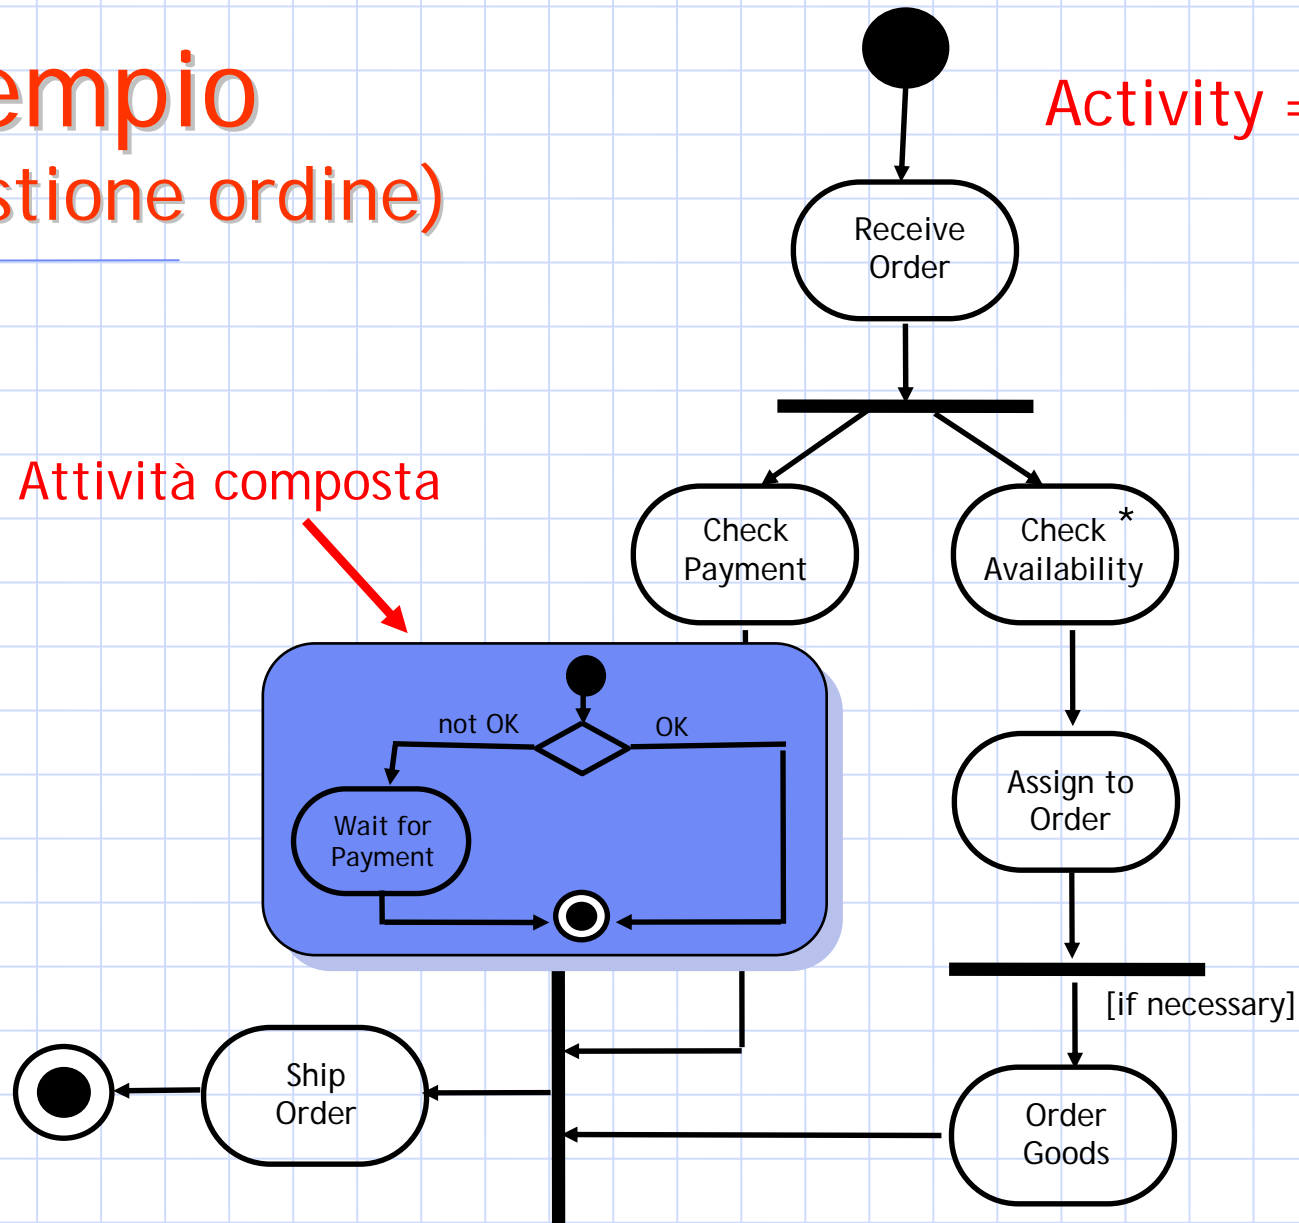 empio
stione ordine)
Activity =
Receive
Order
Attività composta
Check
Payment
Check *
Availability
not OK
OK
Wait for
Payment
Assign to
Order
[if necessary]
Ship
Order
Order
Goods